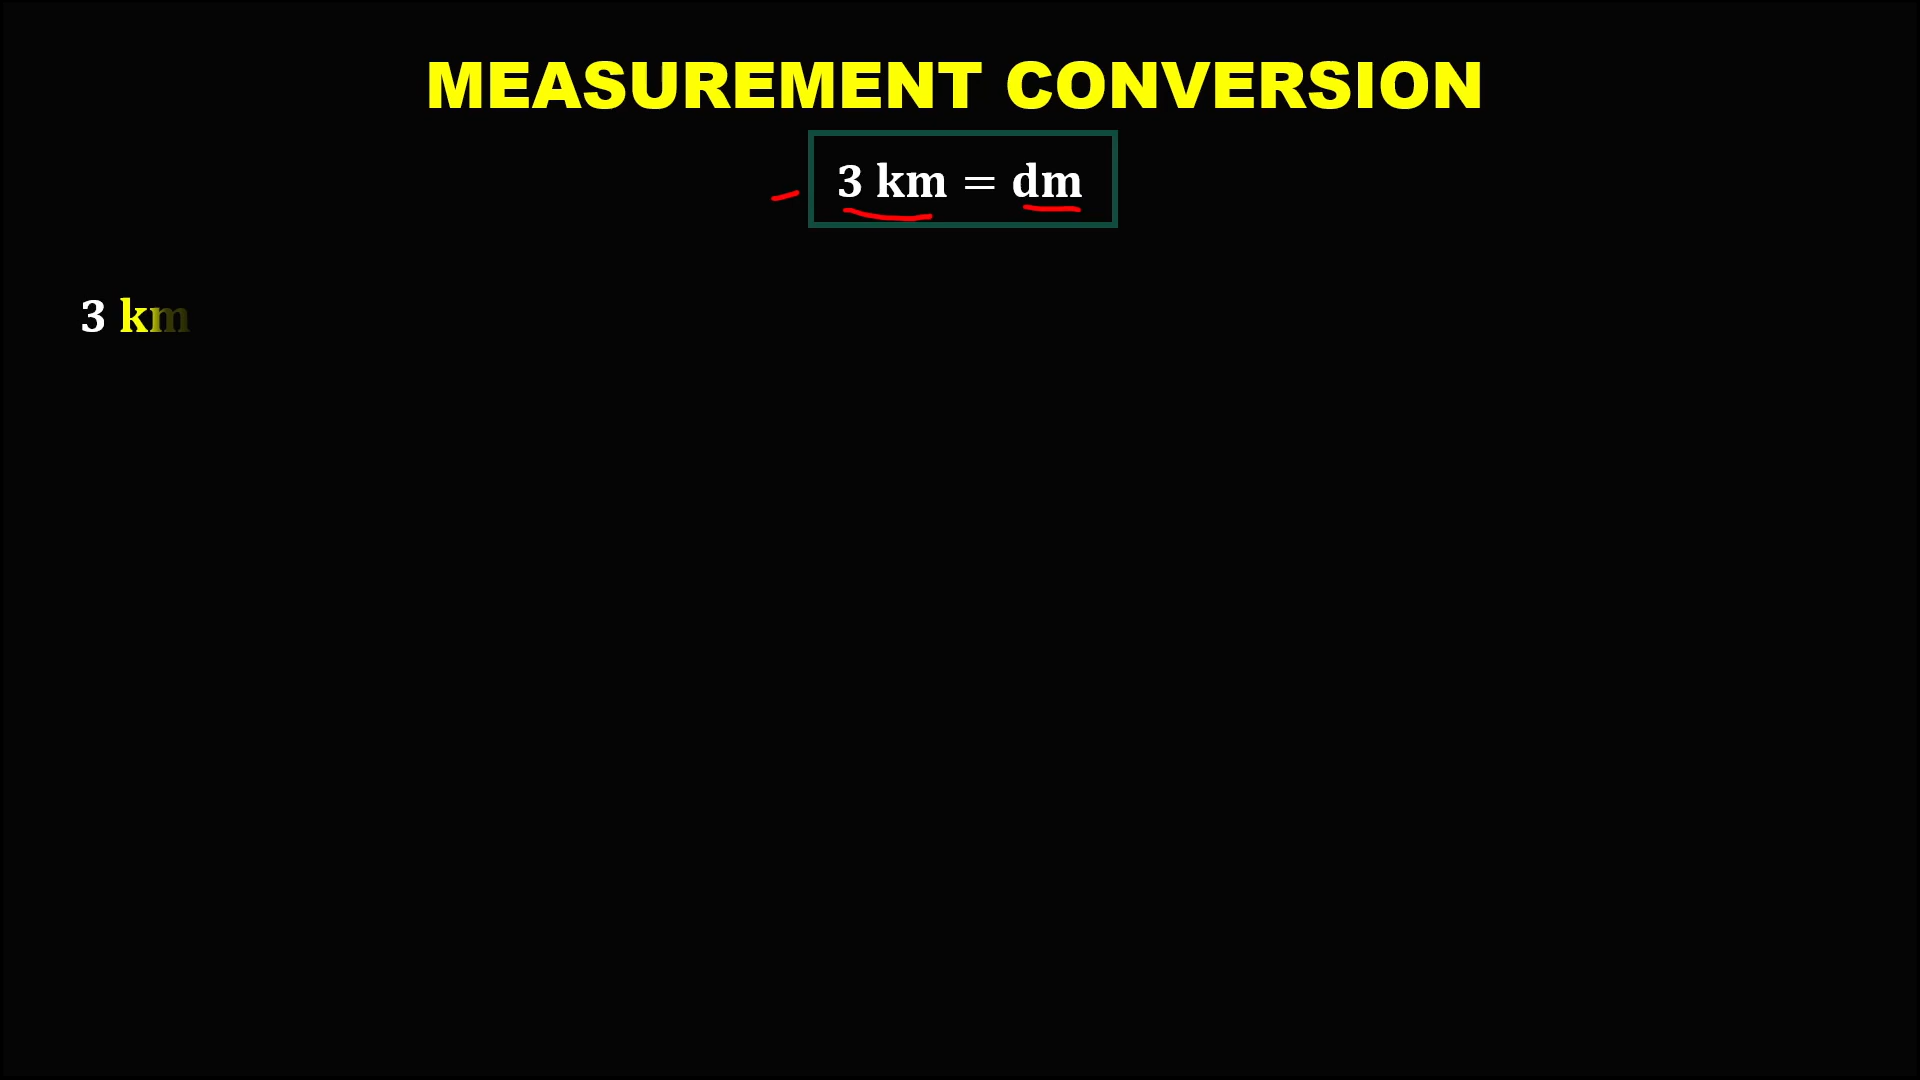 MEASUREMENT CONVERSION
3 km = dm
3 km